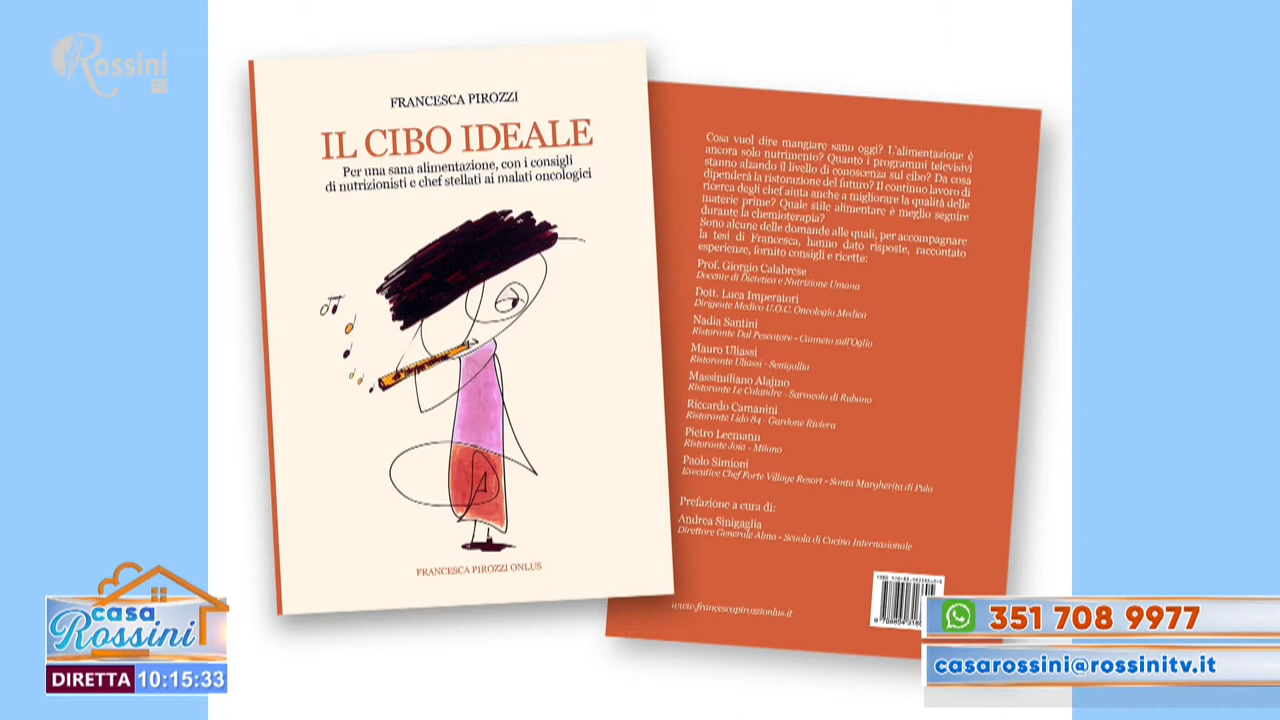 Rossini
TV
FRANCESCA PIROZZI
IL CIBO IDEALE
Per una sana alimentazione, con i consigli
di nutrizionisti e chef stellati ai malati oncologici
FRANCESCA PIROZZI ONLUS
Cosa vuol dire mangiare sano oggi? L'alimentazione è
ancora solo nutrimento? Quanto i programmi televisivi
stanno alzando il livello di conoscenza sul cibo? Da cosa
dipenderà la ristorazione del futuro? Il continuo lavoro di
ricerca degli chef aiuta anche a migliorare la qualità delle
materie prime? Quale stile alimentare è meglio seguire
durante la chemioterapia?
Sono alcune delle domande alle quali, per accompagnare
la tesi di Francesca, hanno dato risposte, raccontato
esperienze, fornito consigli e ricette:
Prof. Giorgio Calabrese
Docente di Dietetica e Nutrizione Umana
Dott. Luca Imperatori
Dirigente Medico U.O.C. Oncologia Medica
Nadia Santini
Ristorante Dal Pescatore - Canneto sull'Oglio
Mauro Uliassi
Ristorante Uliassi - Senigallia
Massimiliano Alajmo
Ristorante Le Calandre - Sarmeola di Rubano
Riccardo Camanini
Ristorante Lido 84 - Gardone Riviera
Pietro Leemann
Ristorante Joia - Milano
Paolo Simioni
Executive Chef Forte Village Resort - Santa Margherita di Pula
Prefazione a cura di:
Andrea Sinigaglia
Direttore Generale Alma - Scuola di Cucina Internazionale
www.francescapirozzionlus.it
casa
Rossini
DIRETTA 10:15:33
351 708 9977
casarossini@rossinitv.it